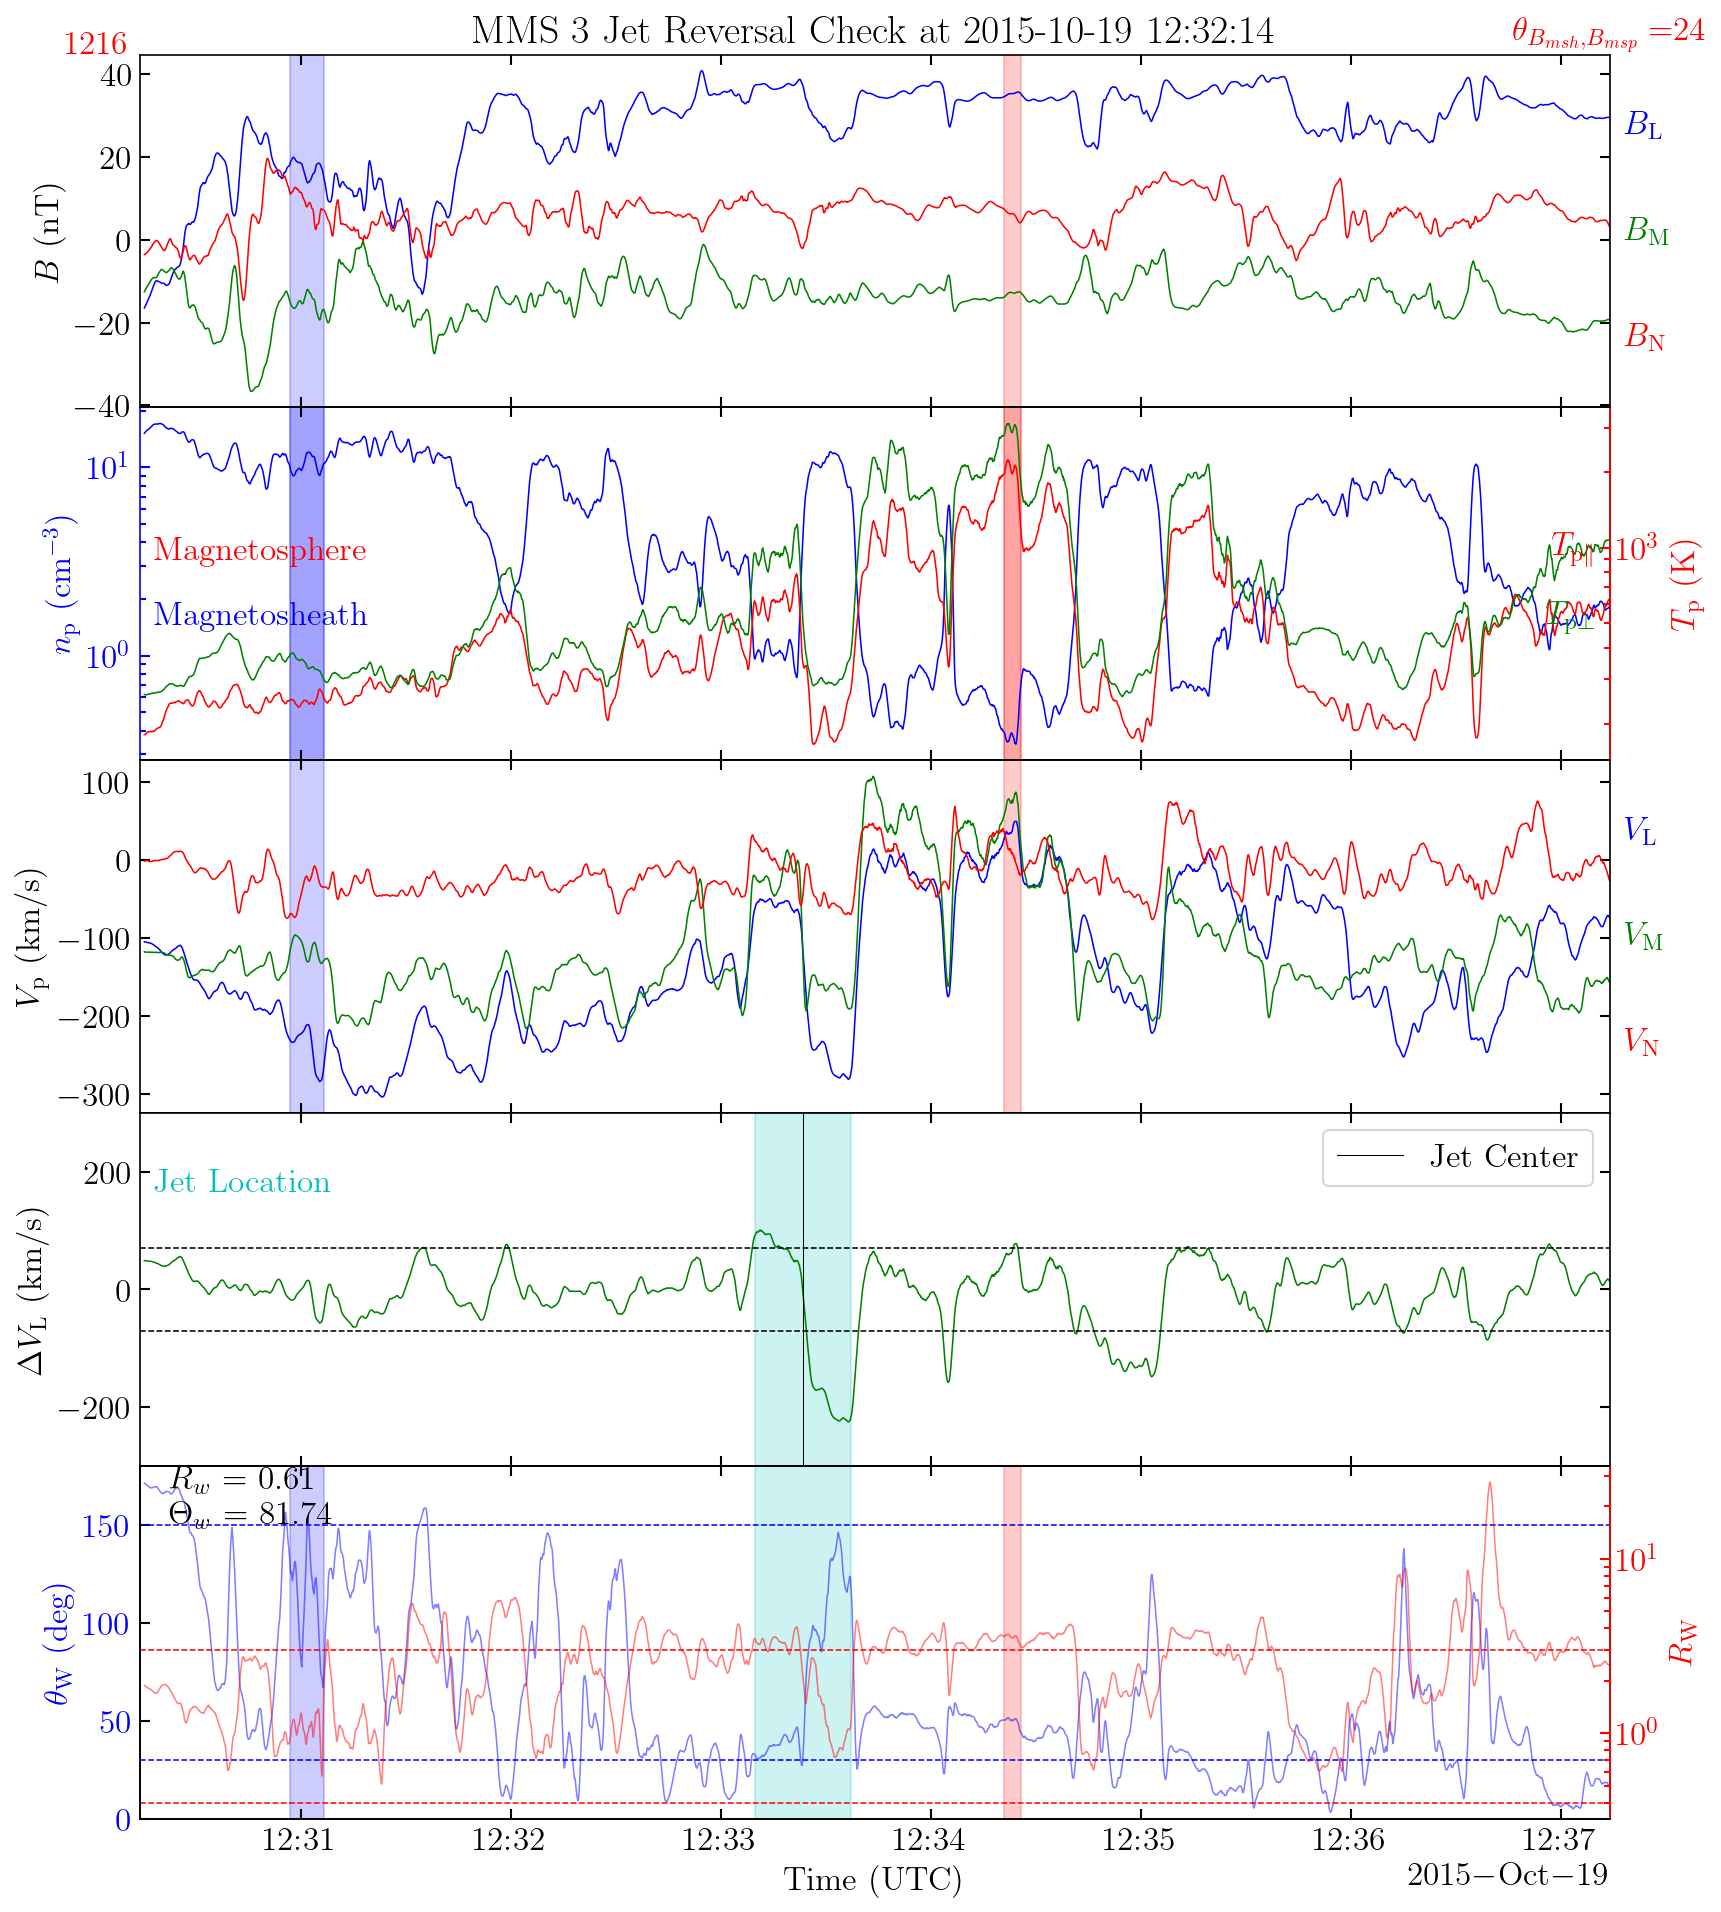 MMS 3 Jet Reversal Check at 2015-10-19 12:32:14
1216
θ_{B_{msh},B_{msp}} =24
40
20
0
−20
−40
B (nT)
B_L
B_M
B_N
10^1
10^0
n_p (cm^{−3})
Magnetosphere
Magnetosheath
T_{p∥}
T_{p⊥}
10^3
T_p (K)
100
0
−100
−200
−300
V_p (km/s)
V_L
V_M
V_N
Jet Location
Jet Center
200
0
−200
ΔV_L (km/s)
R_w = 0.61
Θ_w = 81.74
150
100
50
0
θ_W (deg)
10^1
10^0
R_W
12:31 12:32 12:33 12:34 12:35 12:36 12:37
Time (UTC)
2015−Oct−19